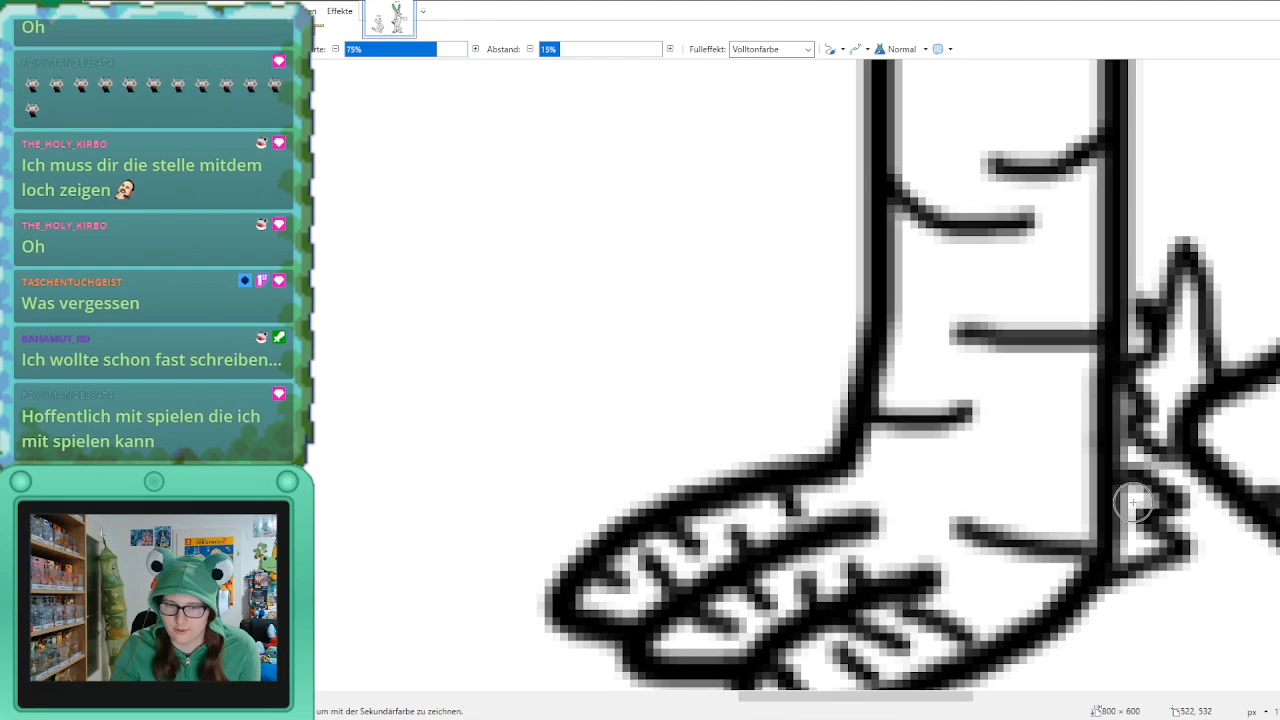 Oh
THE_HOLY_KIRBO
Ich muss dir die stelle mitdem
loch zeigen
THE_HOLY_KIRBO
Oh
TASCHENTUCHGEIST
Was vergessen
BAHAMUT_BD
Ich wollte schon fast schreiben...
Hoffentlich mit spielen die ich
mit spielen kann
Effekte
75%
Abstand:
15%
Fülleffekt:
Volltonfarbe
Normal
um mit der Sekundärfarbe zu zeichnen.
800 × 600
522, 532
px